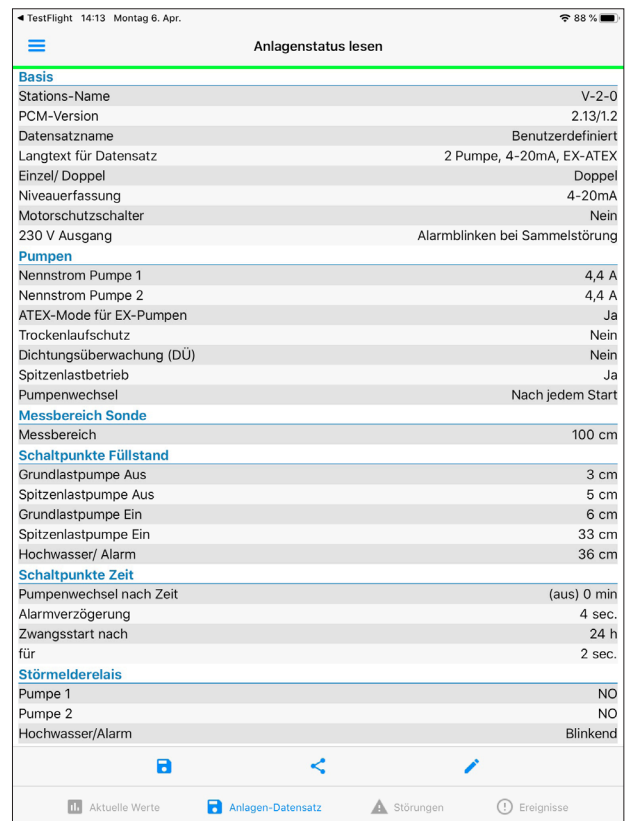 ◀ TestFlight 14:13 Montag 6. Apr. 88 %
Anlagenstatus lesen
Basis
Stations-Name V-2-0
PCM-Version 2.13/1.2
Datensatzname Benutzerdefiniert
Langtext für Datensatz 2 Pumpe, 4-20mA, EX-ATEX
Einzel/ Doppel Doppel
Niveauerfassung 4-20mA
Motorschutzschalter Nein
230 V Ausgang Alarmblinken bei Sammelstörung
Pumpen
Nennstrom Pumpe 1 4,4 A
Nennstrom Pumpe 2 4,4 A
ATEX-Mode für EX-Pumpen Ja
Trockenlaufschutz Nein
Dichtungsüberwachung (DÜ) Nein
Spitzenlastbetrieb Ja
Pumpenwechsel Nach jedem Start
Messbereich Sonde
Messbereich 100 cm
Schaltpunkte Füllstand
Grundlastpumpe Aus 3 cm
Spitzenlastpumpe Aus 5 cm
Grundlastpumpe Ein 6 cm
Spitzenlastpumpe Ein 33 cm
Hochwasser/ Alarm 36 cm
Schaltpunkte Zeit
Pumpenwechsel nach Zeit (aus) 0 min
Alarmverzögerung 4 sec.
Zwangsstart nach 24 h
für 2 sec.
Störmelderelais
Pumpe 1 NO
Pumpe 2 NO
Hochwasser/Alarm Blinkend
Aktuelle Werte Anlagen-Datensatz Störungen Ereignisse